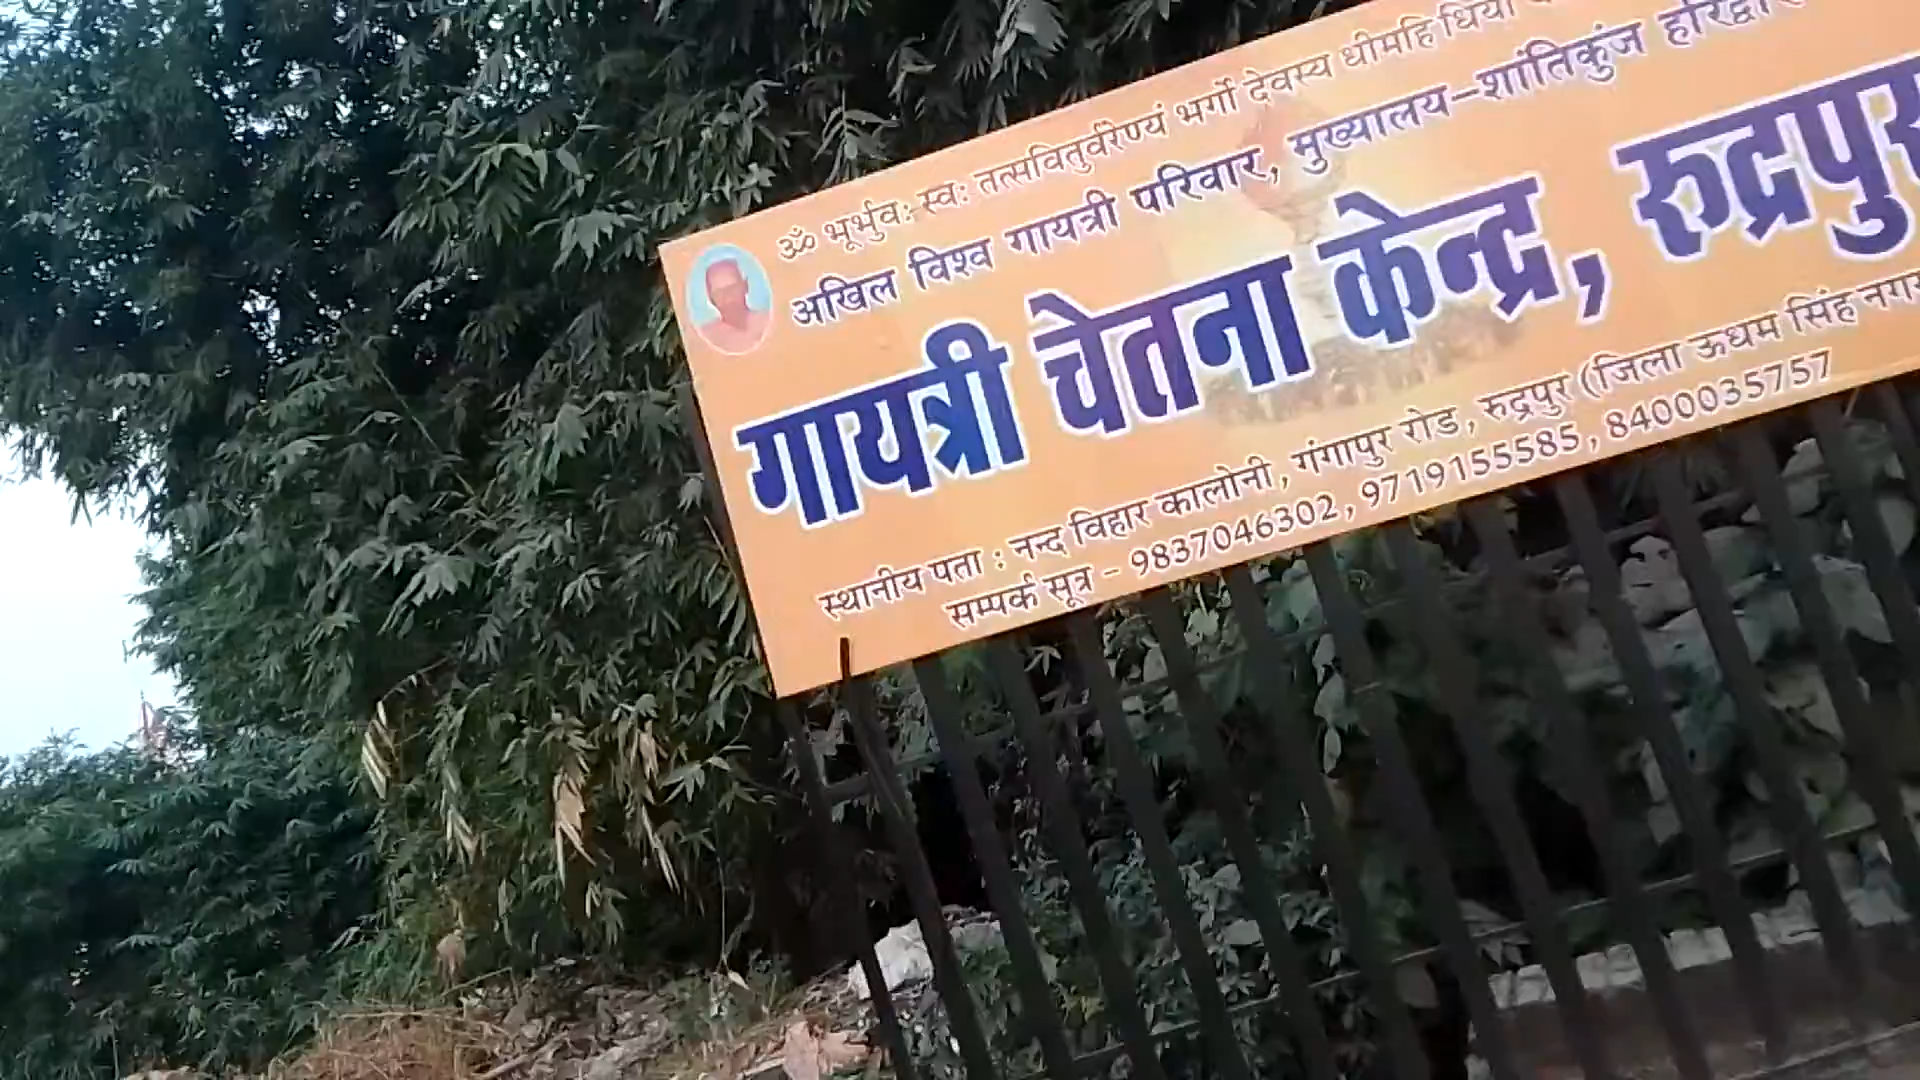 ॐ भूर्भुवः स्वः तत्सवितुर्वरेण्यं भर्गो देवस्य धीमहि धियो
अखिल विश्व गायत्री परिवार, मुख्यालय-शांतिकुंज हरिद्वार
गायत्री चेतना केन्द्र, रुद्रपुर
स्थानीय पता : नन्द विहार कालोनी, गंगापुर रोड, रुद्रपुर (जिला ऊधम सिंह नगर
सम्पर्क सूत्र - 9837046302, 9719155585, 8400035757